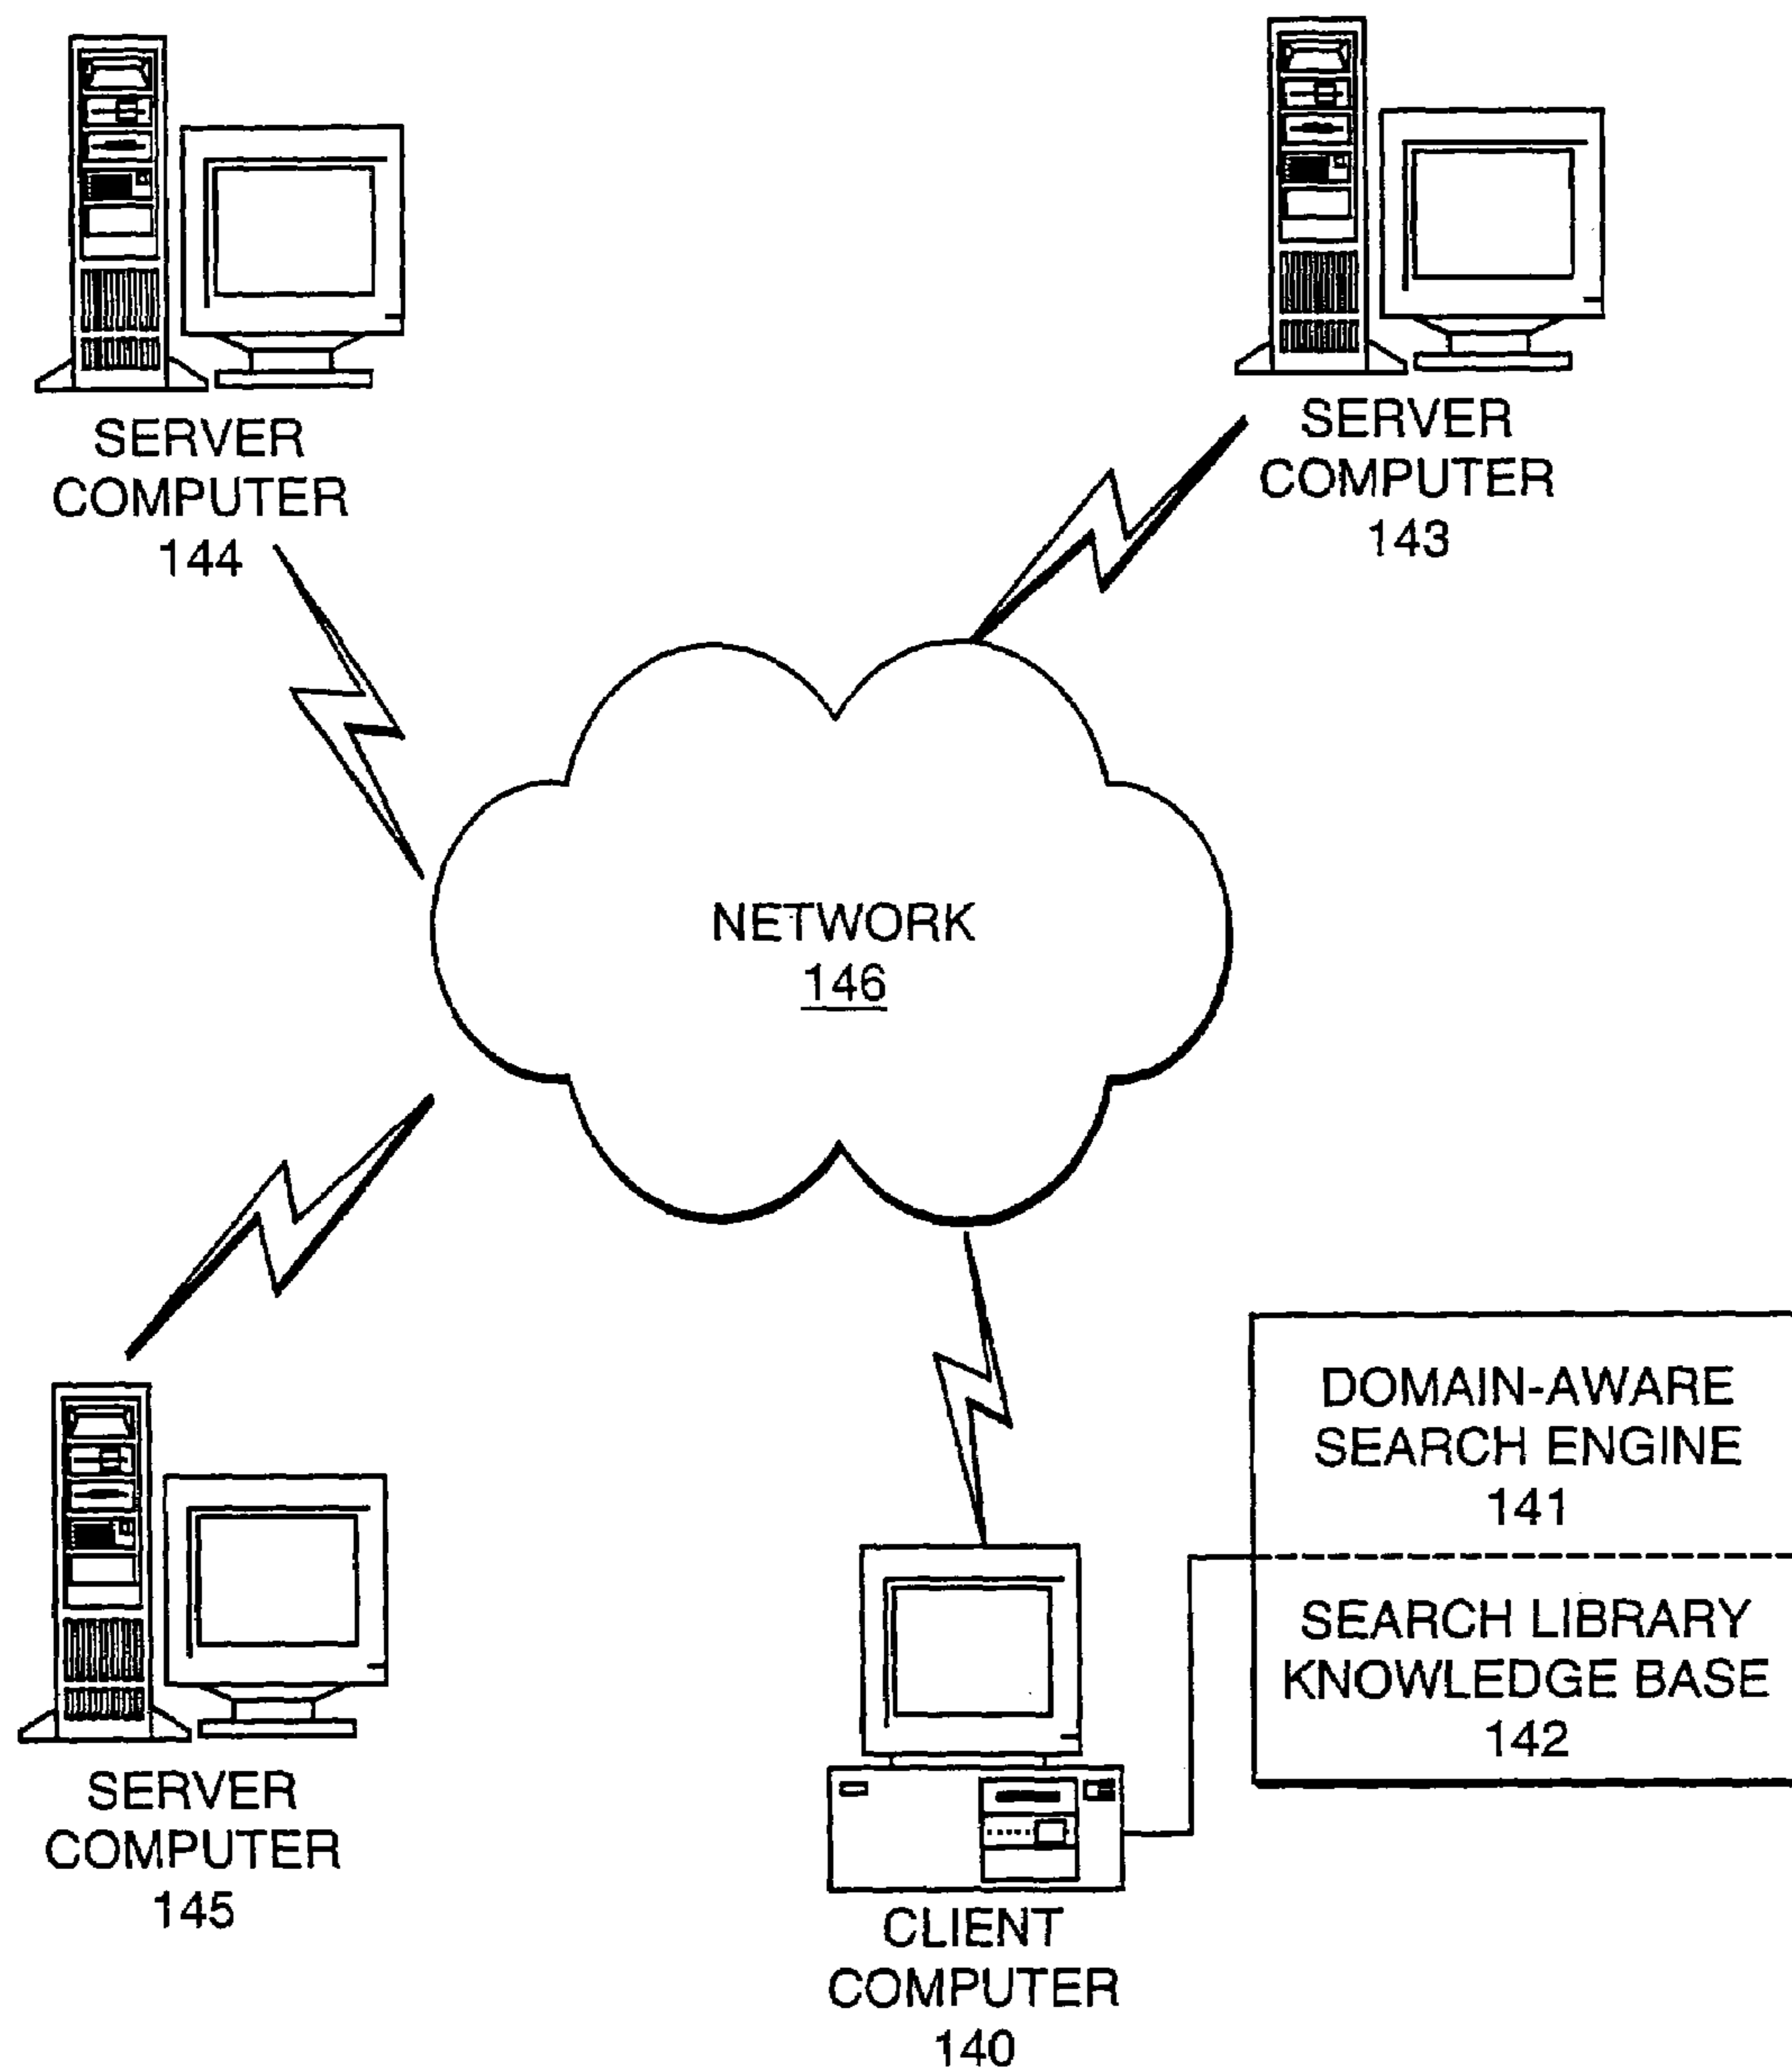 SERVER
COMPUTER
144
SERVER
COMPUTER
143
NETWORK
146
DOMAIN-AWARE
SEARCH ENGINE
141
SEARCH LIBRARY
KNOWLEDGE BASE
142
SERVER
COMPUTER
145
CLIENT
COMPUTER
140